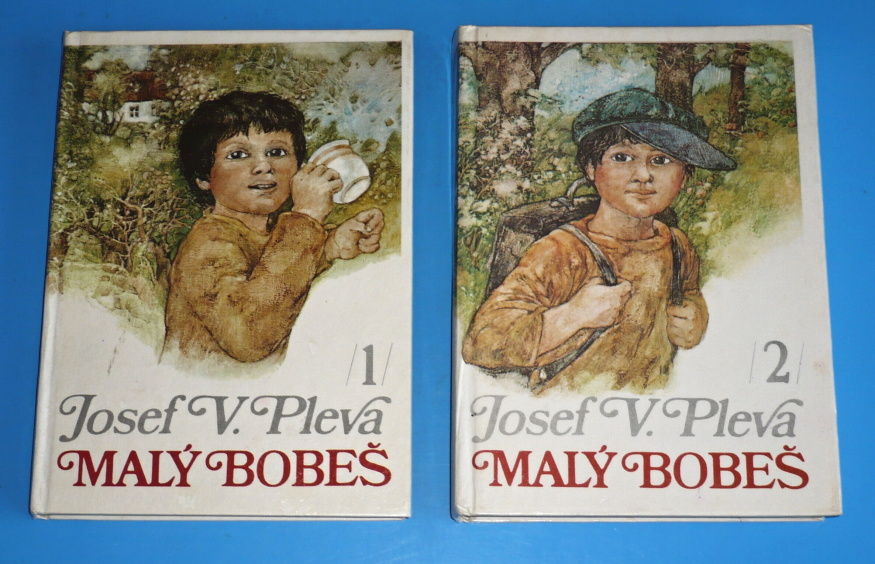 /1/
Josef V. Pleva
MALÝ BOBEŠ
/2/
Josef V. Pleva
MALÝ BOBEŠ